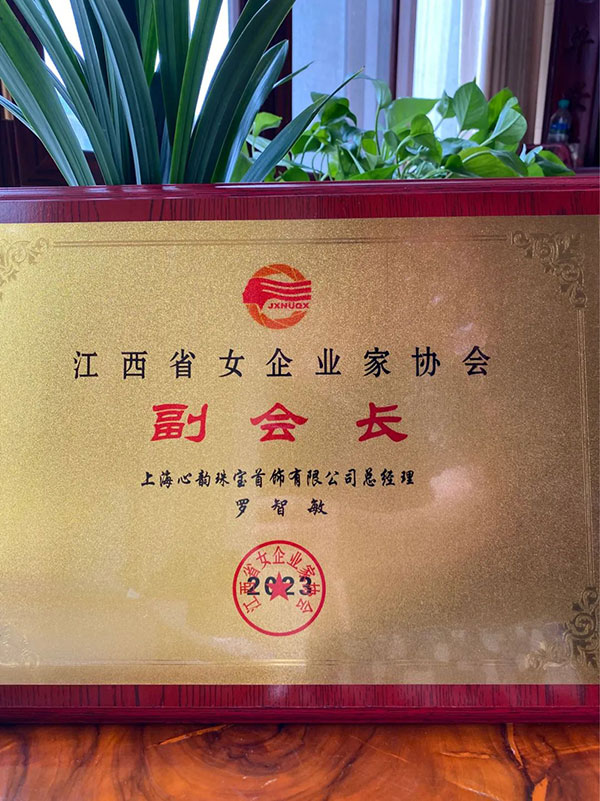 JXNUQX
江西省女企业家协会
副会长
上海心韵珠宝首饰有限公司总经理
罗智敏
江西省女企业家协会
2023